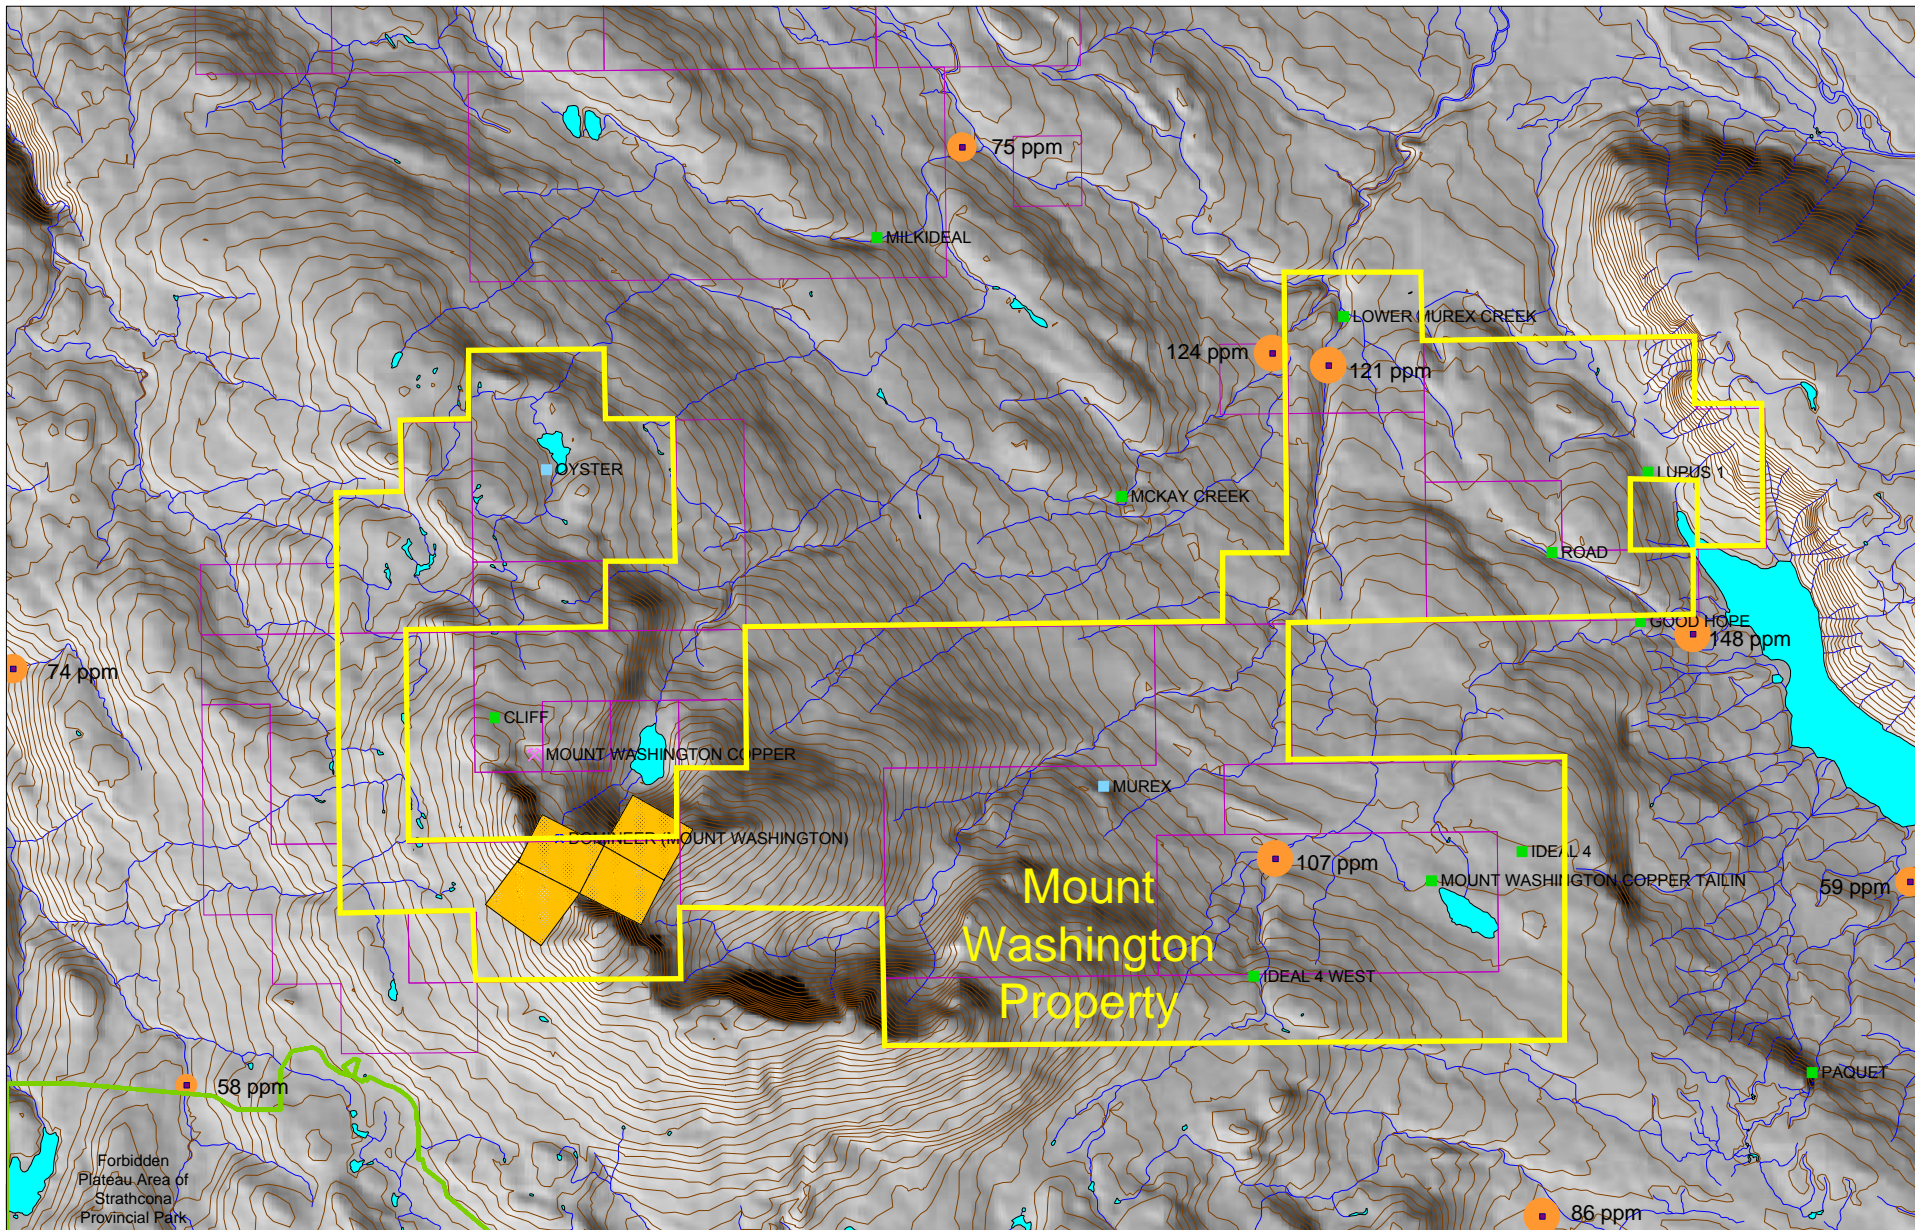 75 ppm
MILKIDEAL
LOWER MUREX CREEK
124 ppm
121 ppm
OYSTER
LUPUS 1
MCKAY CREEK
ROAD
GOOD HOPE
148 ppm
74 ppm
CLIFF
MOUNT WASHINGTON COPPER
MUREX
DOMINEER (MOUNT WASHINGTON)
IDEAL 4
107 ppm
MOUNT WASHINGTON COPPER TAILIN
59 ppm
Mount
Washington
Property
IDEAL 4 WEST
PAQUET
58 ppm
Forbidden
Plateau Area of
Strathcona
Provincial Park
86 ppm